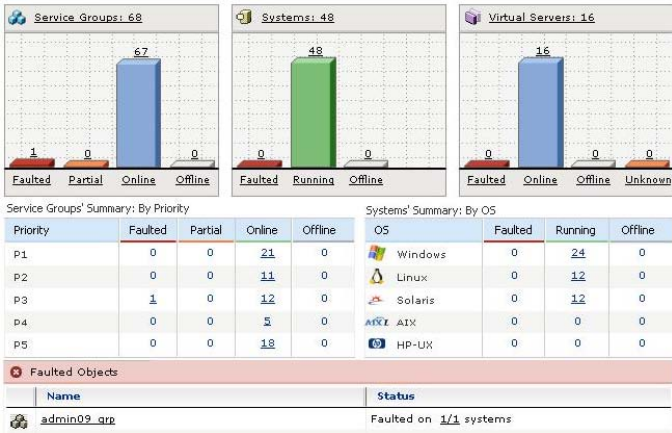 Service Groups: 68
67
1
0
0
Faulted Partial Online Offline
Systems: 48
48
0
0
Faulted Running Offline
Virtual Servers: 16
16
0
0
0
Faulted Online Offline Unknown
Service Groups' Summary: By Priority
Priority Faulted Partial Online Offline
P1 0 0 21 0
P2 0 0 11 0
P3 1 0 12 0
P4 0 0 5 0
P5 0 0 18 0
Systems' Summary: By OS
OS Faulted Running Offline
Windows 0 24 0
Linux 0 12 0
Solaris 0 12 0
AIX 0 0 0
HP-UX 0 0 0
Faulted Objects
Name Status
admin09_grp Faulted on 1/1 systems